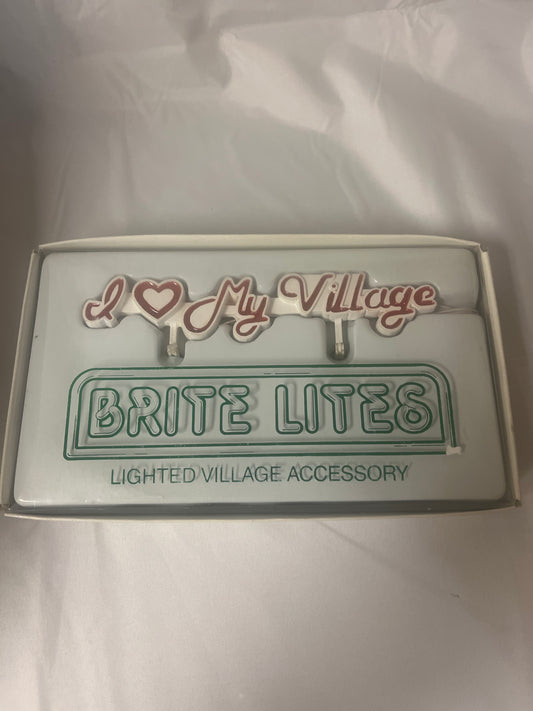 I ♥ My Village
BRITE LITES
LIGHTED VILLAGE ACCESSORY